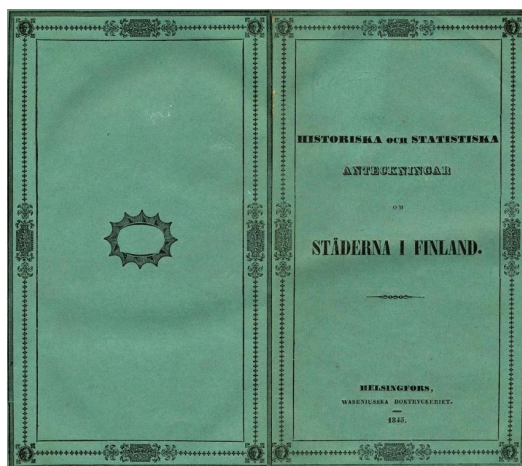 HISTORISKA OCH STATISTISKA
ANTECKNINGAR
OM
STÄDERNA I FINLAND.
HELSINGFORS,
WASENIUSSKA BOKTRYCKERIET.
1845.